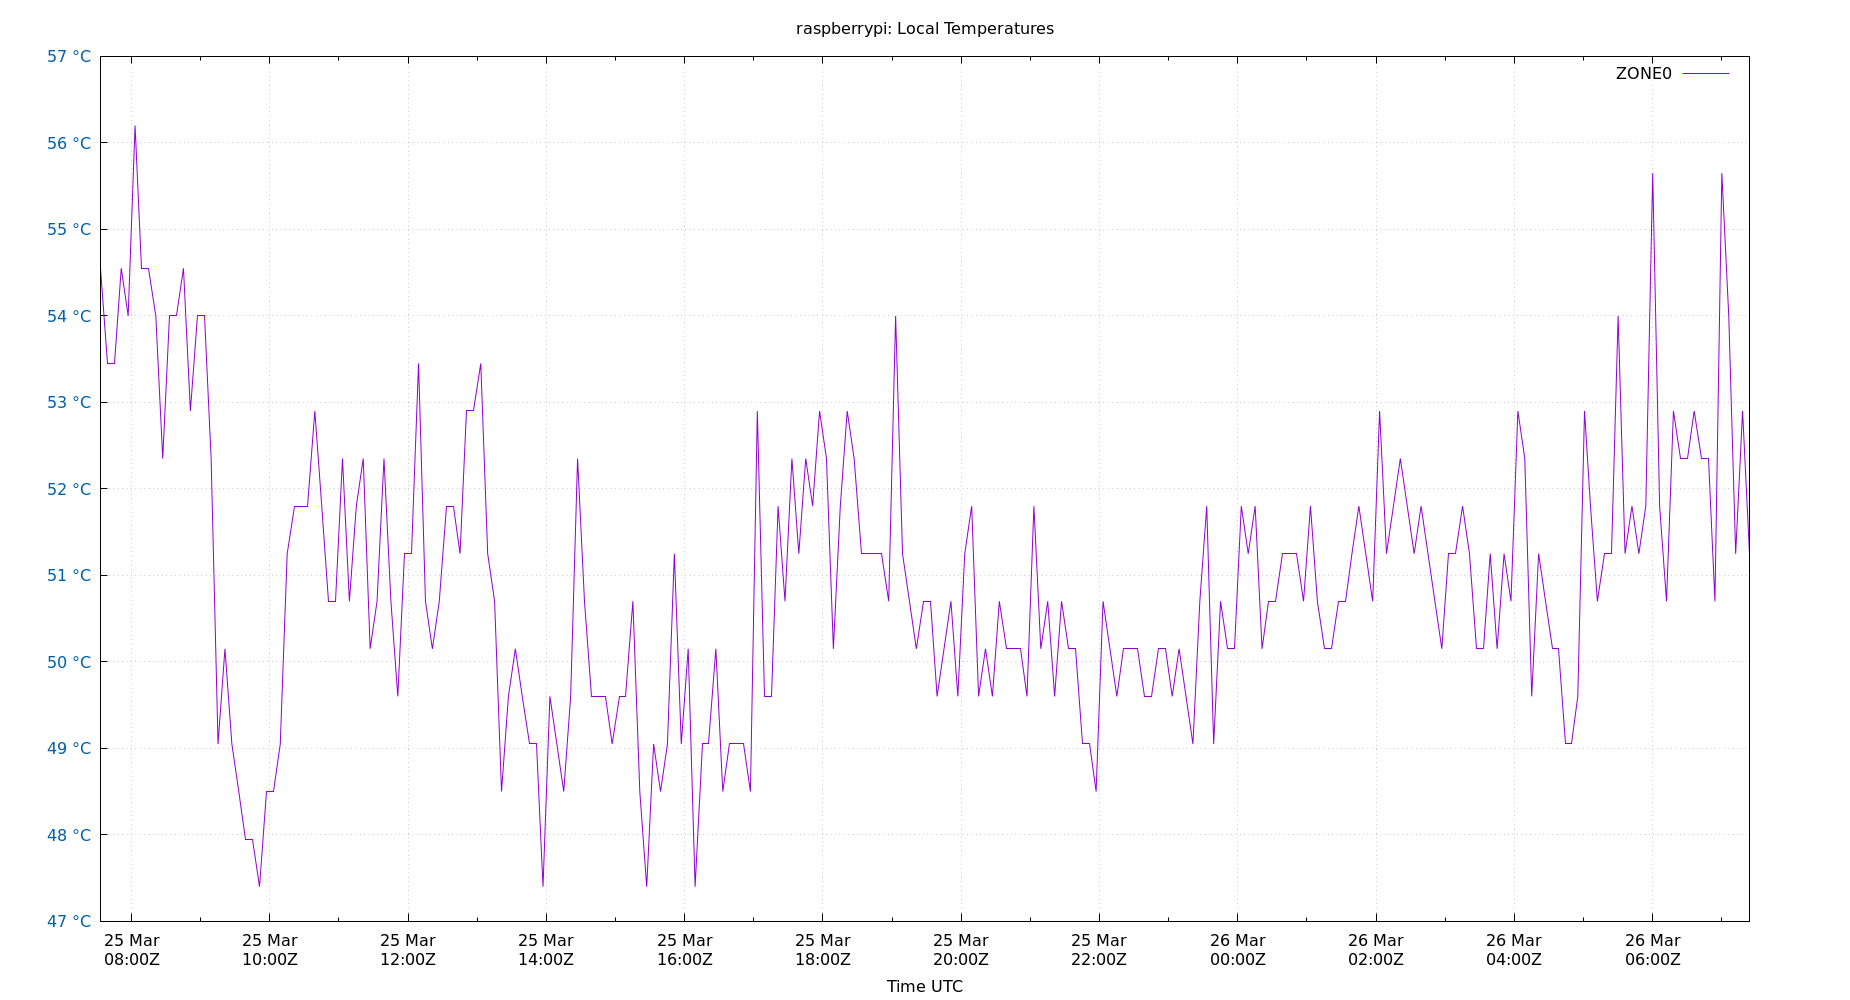 raspberrypi: Local Temperatures
57 °C
56 °C
55 °C
54 °C
53 °C
52 °C
51 °C
50 °C
49 °C
48 °C
47 °C
ZONE0
25 Mar
08:00Z
25 Mar
10:00Z
25 Mar
12:00Z
25 Mar
14:00Z
25 Mar
16:00Z
25 Mar
18:00Z
25 Mar
20:00Z
25 Mar
22:00Z
26 Mar
00:00Z
26 Mar
02:00Z
26 Mar
04:00Z
26 Mar
06:00Z
Time UTC